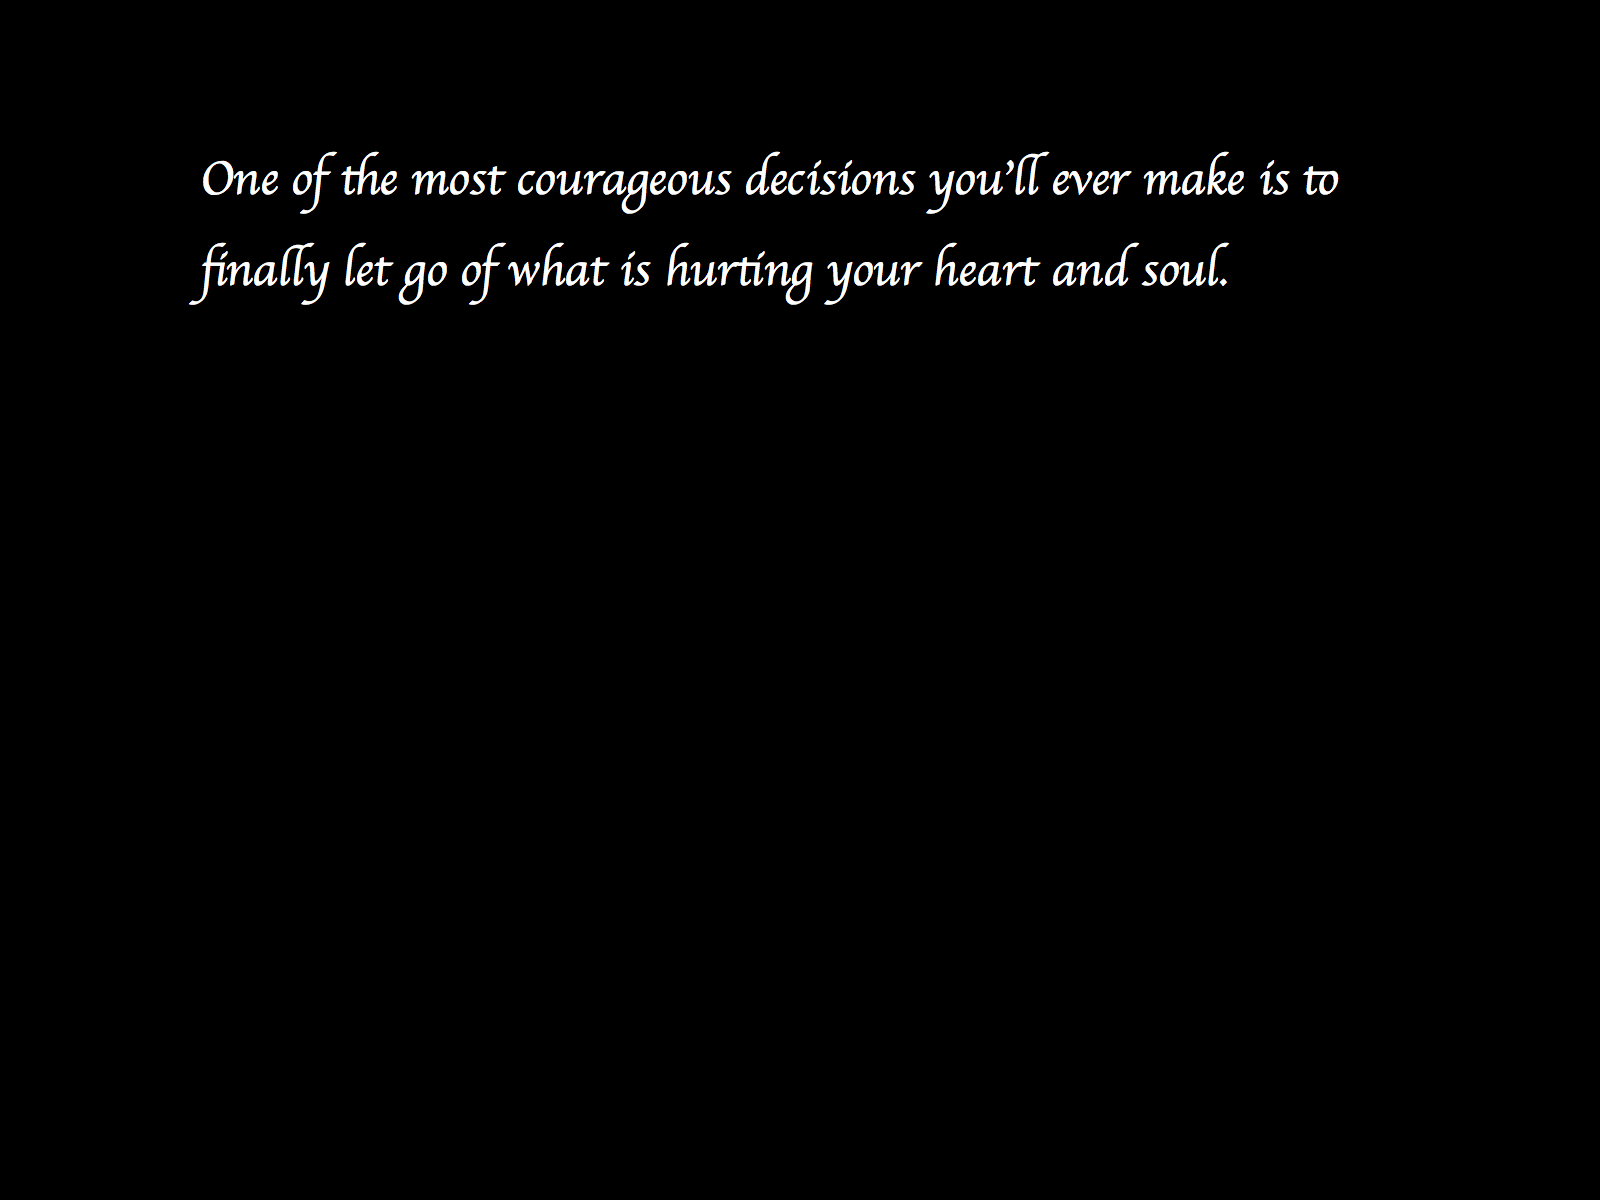 One of the most courageous decisions you’ll ever make is to
finally let go of what is hurting your heart and soul.